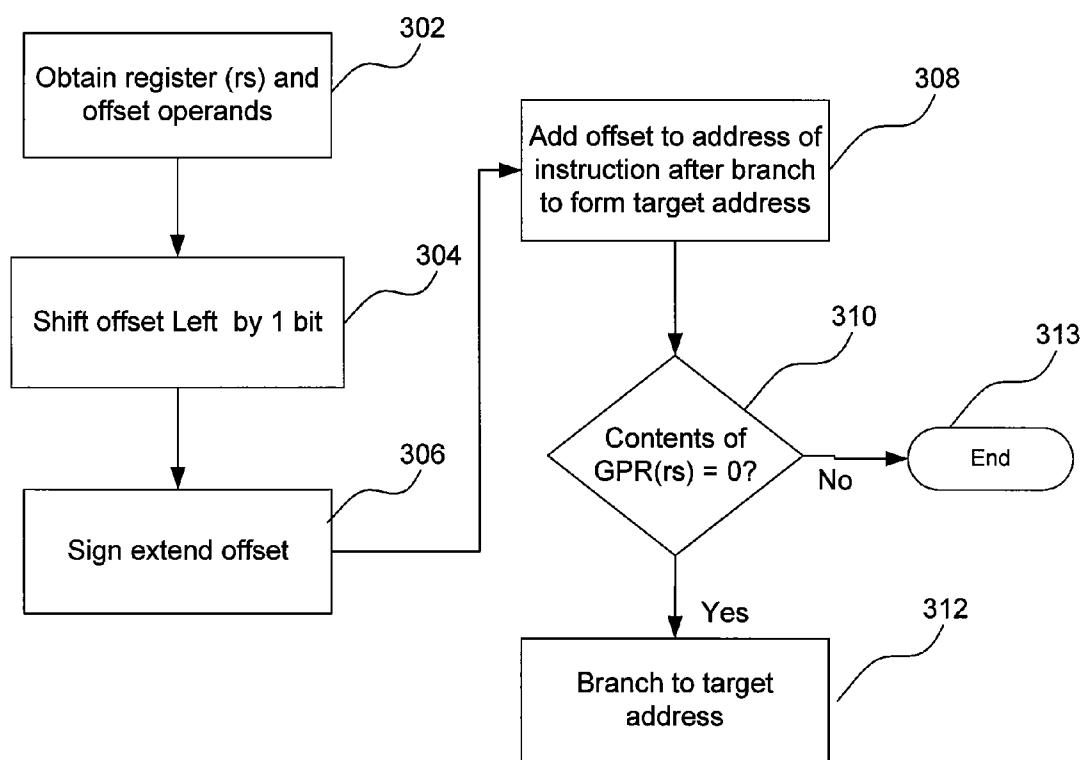 302
Obtain register (rs) and
offset operands
304
Shift offset Left by 1 bit
306
Sign extend offset
308
Add offset to address of
instruction after branch
to form target address
310
Contents of
GPR(rs) = 0?
No
313
End
Yes
312
Branch to target
address